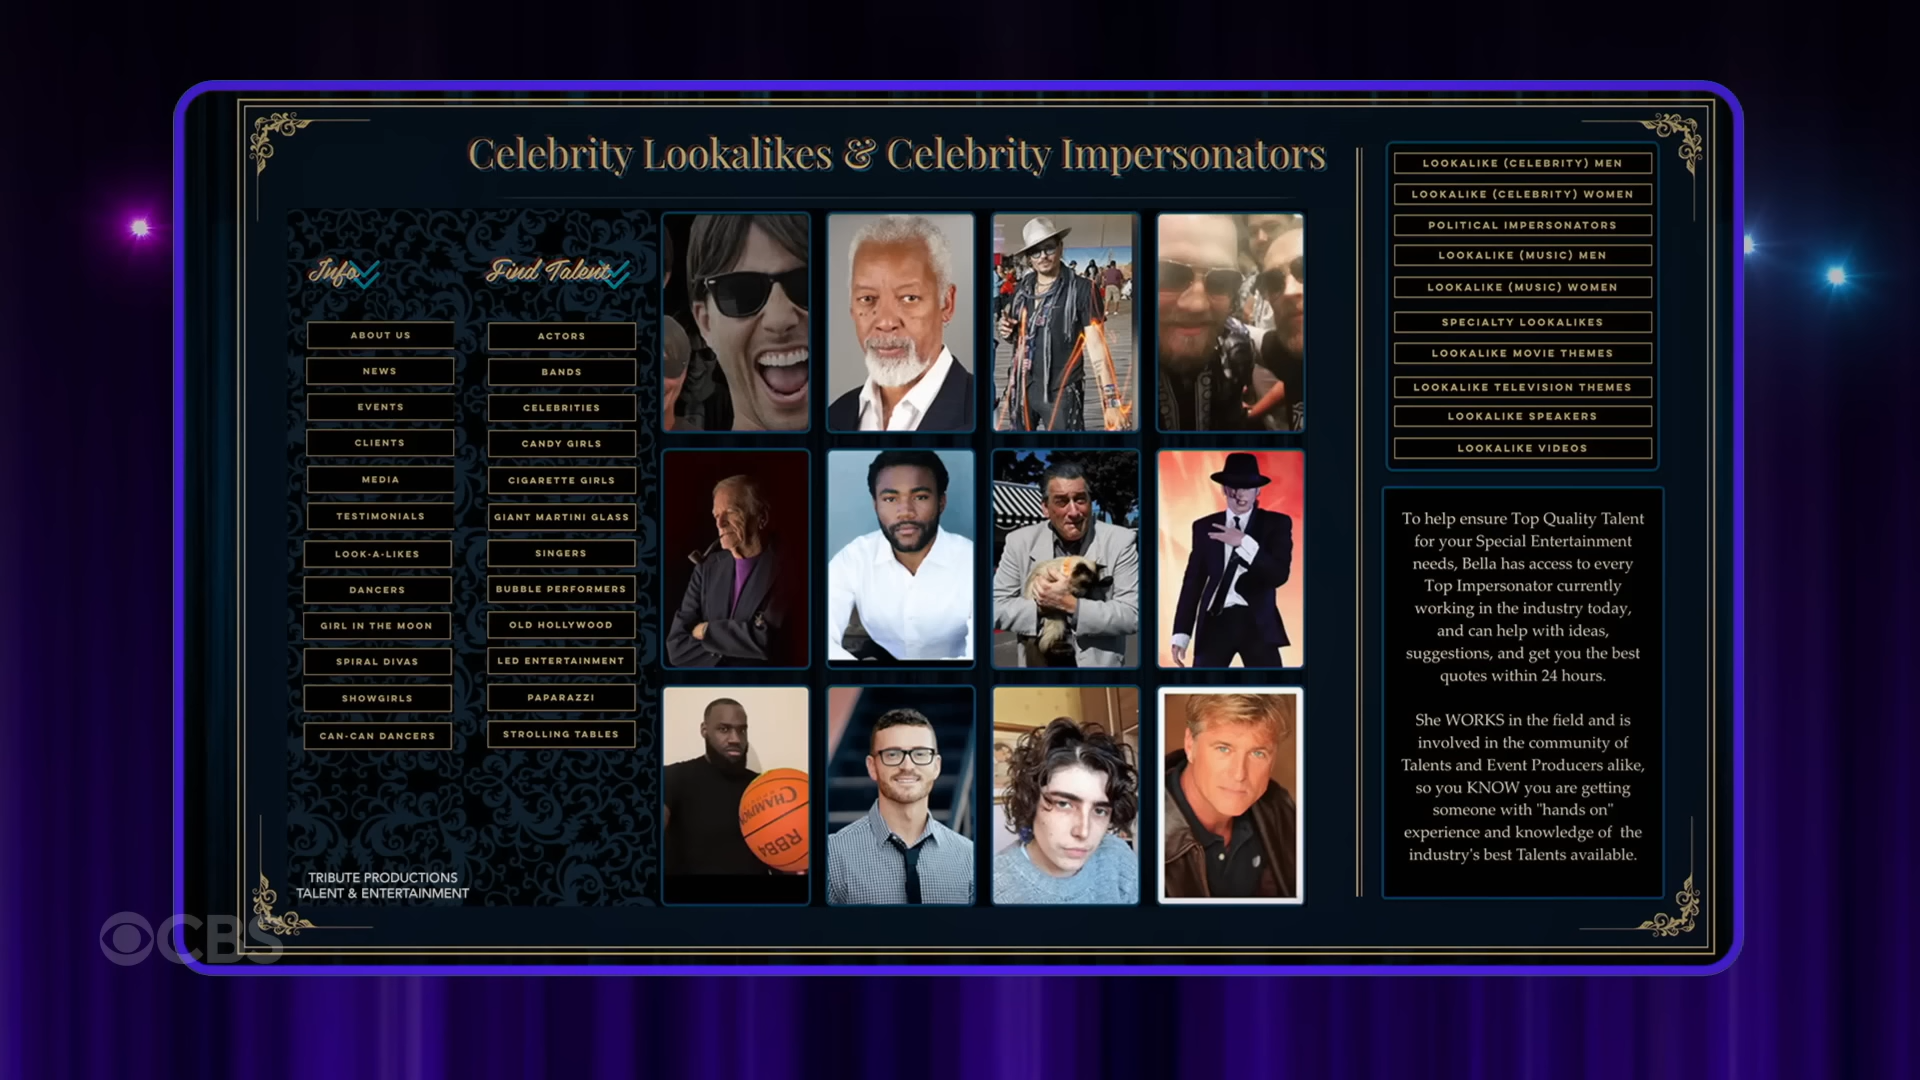 Celebrity Lookalikes & Celebrity Impersonators
Info
ABOUT US
NEWS
EVENTS
CLIENTS
MEDIA
TESTIMONIALS
LOOK-A-LIKES
DANCERS
GIRL IN THE MOON
SPIRAL DIVAS
SHOWGIRLS
CAN-CAN DANCERS
Find Talent
ACTORS
BANDS
CELEBRITIES
CANDY GIRLS
CIGARETTE GIRLS
GIANT MARTINI GLASS
SINGERS
BUBBLE PERFORMERS
OLD HOLLYWOOD
LED ENTERTAINMENT
PAPARAZZI
STROLLING TABLES
TRIBUTE PRODUCTIONS
TALENT & ENTERTAINMENT
CHAMPION
RBB4
LOOKALIKE (CELEBRITY) MEN
LOOKALIKE (CELEBRITY) WOMEN
POLITICAL IMPERSONATORS
LOOKALIKE (MUSIC) MEN
LOOKALIKE (MUSIC) WOMEN
SPECIALTY LOOKALIKES
LOOKALIKE MOVIE THEMES
LOOKALIKE TELEVISION THEMES
LOOKALIKE SPEAKERS
LOOKALIKE VIDEOS
To help ensure Top Quality Talent
for your Special Entertainment
needs, Bella has access to every
Top Impersonator currently
working in the industry today,
and can help with ideas,
suggestions, and get you the best
quotes within 24 hours.
She WORKS in the field and is
involved in the community of
Talents and Event Producers alike,
so you KNOW you are getting
someone with "hands on"
experience and knowledge of the
industry's best Talents available.
CBS